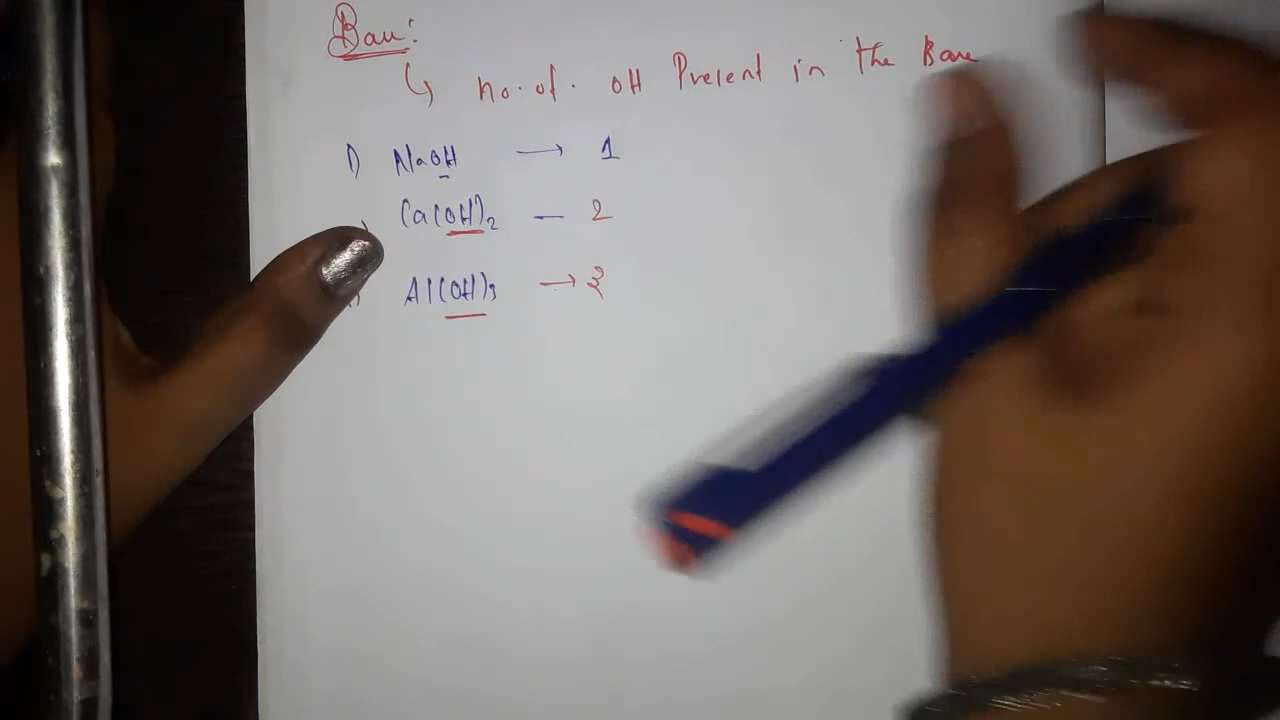 Base:
↳ no. of. OH Present in the Base
1) NaOH → 1
Ca(OH)2 — 2
Al(OH)3 → 3